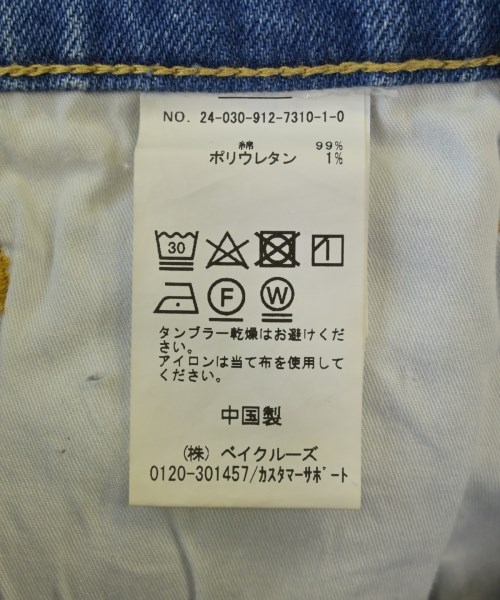 NO. 24-030-912-7310-1-0
綿 99%
ポリウレタン 1%
30
F W
タンブラー乾燥はお避けくだ
さい。
アイロンは当て布を使用して
ください。
中国製
(株) ベイクルーズ
0120-301457/カスタマーサポート